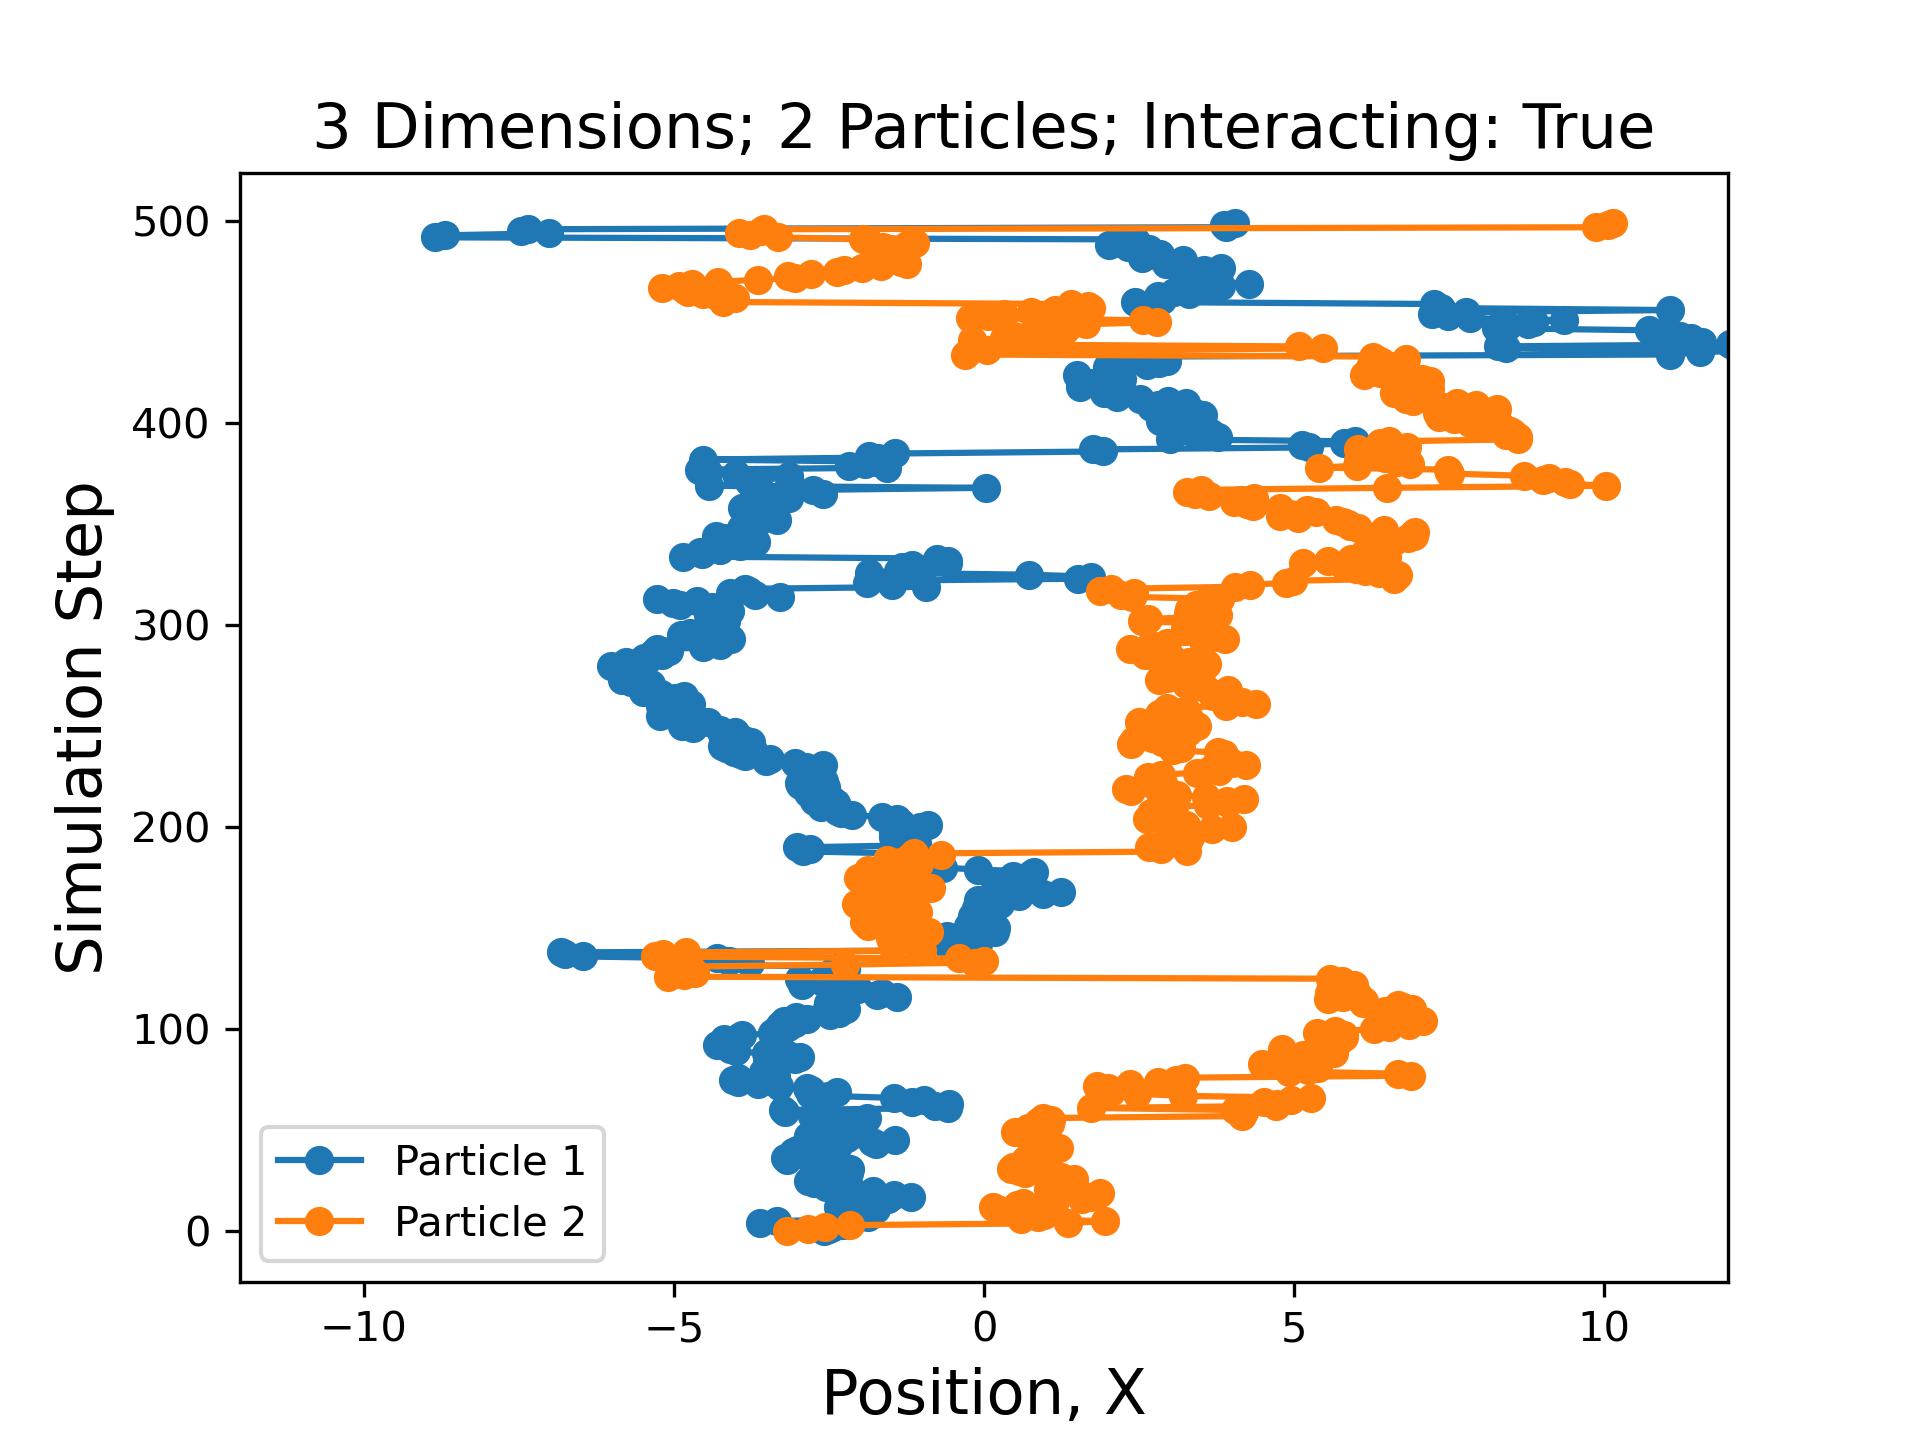 3 Dimensions; 2 Particles; Interacting: True
500
400
300
200
100
0
Simulation Step
Particle 1
Particle 2
−10
−5
0
5
10
Position, X